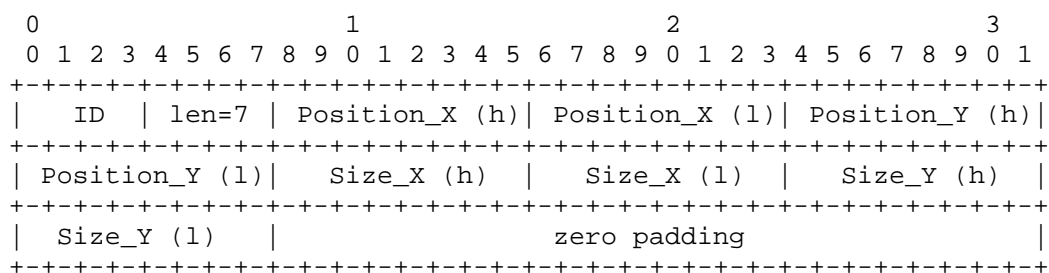 0                   1                   2                   3
 0 1 2 3 4 5 6 7 8 9 0 1 2 3 4 5 6 7 8 9 0 1 2 3 4 5 6 7 8 9 0 1
+-+-+-+-+-+-+-+-+-+-+-+-+-+-+-+-+-+-+-+-+-+-+-+-+-+-+-+-+-+-+-+-+
|   ID  | len=7 | Position_X (h)| Position_X (l)| Position_Y (h)|
+-+-+-+-+-+-+-+-+-+-+-+-+-+-+-+-+-+-+-+-+-+-+-+-+-+-+-+-+-+-+-+-+
| Position_Y (l)|   Size_X (h)  |   Size_X (l)  |   Size_Y (h)  |
+-+-+-+-+-+-+-+-+-+-+-+-+-+-+-+-+-+-+-+-+-+-+-+-+-+-+-+-+-+-+-+-+
|  Size_Y (l)   |                 zero padding                  |
+-+-+-+-+-+-+-+-+-+-+-+-+-+-+-+-+-+-+-+-+-+-+-+-+-+-+-+-+-+-+-+-+